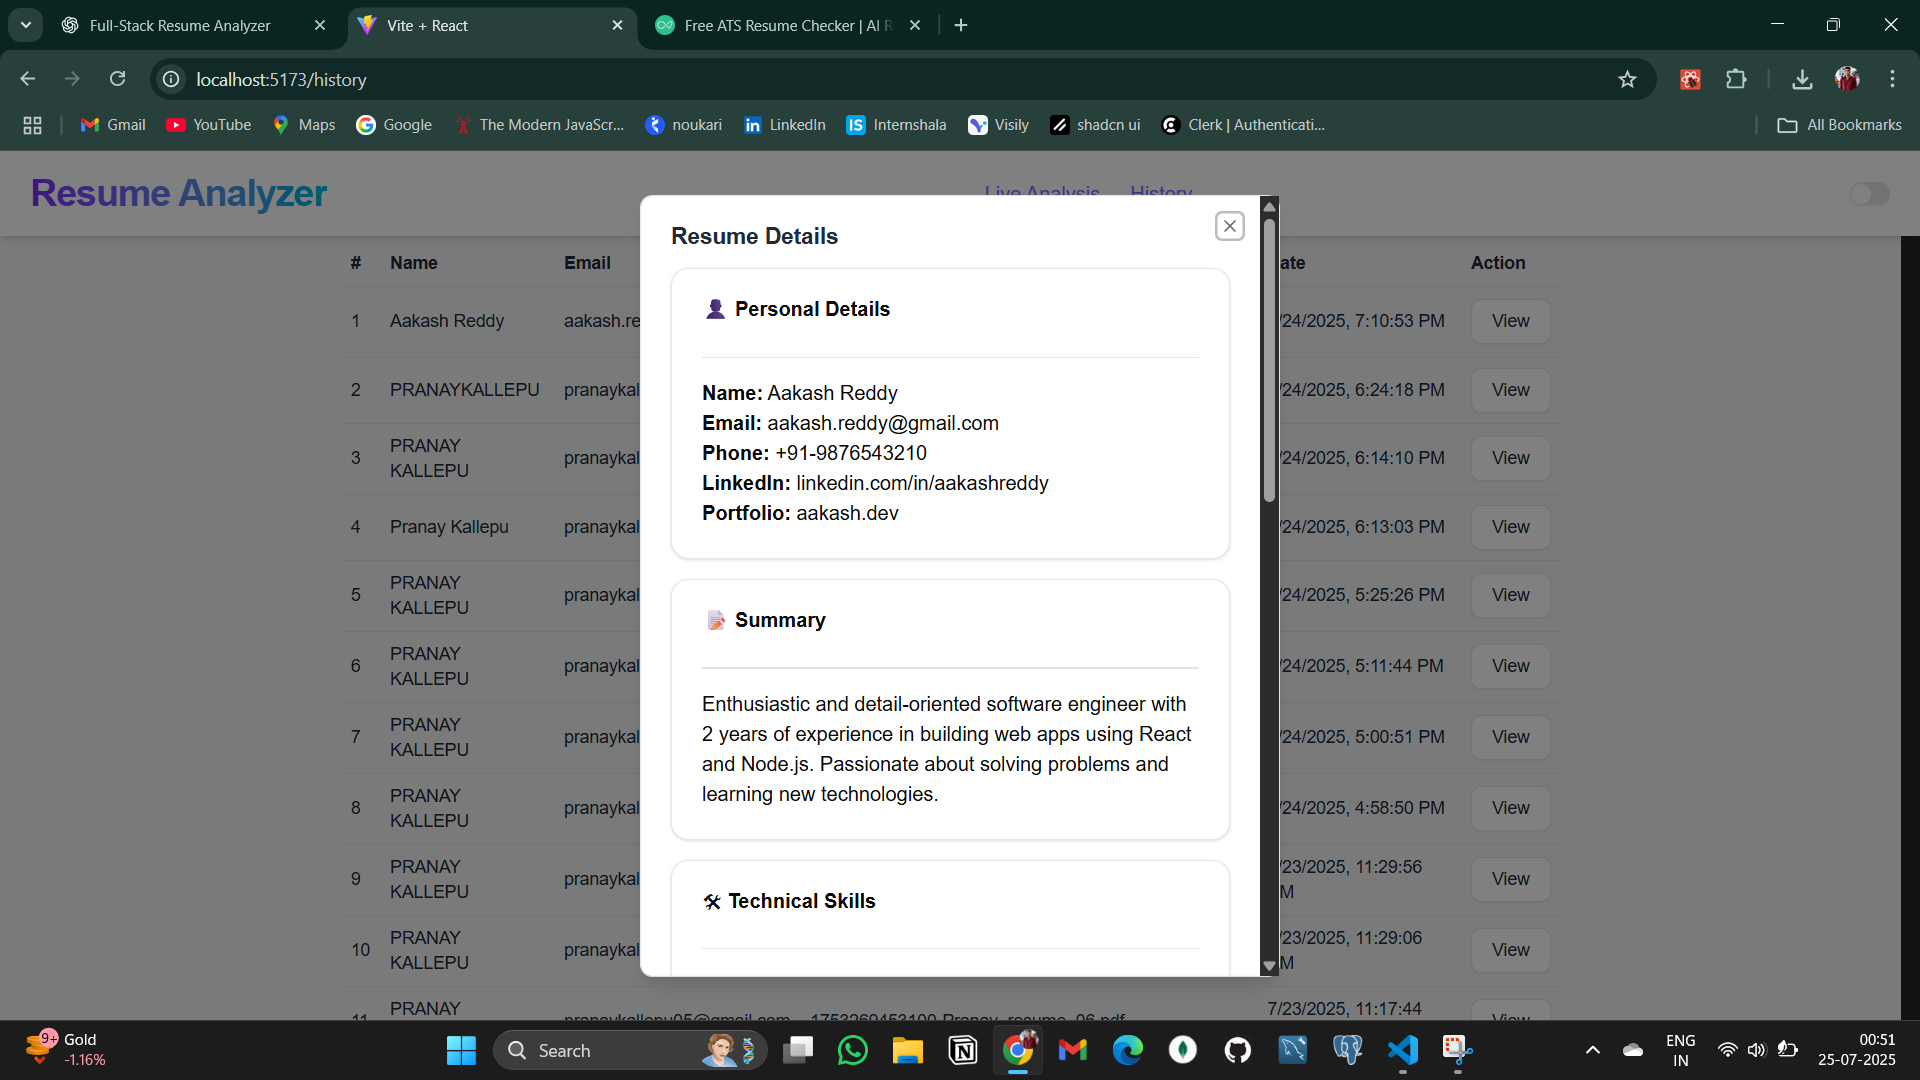 Full-Stack Resume Analyzer
Vite + React
Free ATS Resume Checker | AI R
localhost:5173/history
Gmail
YouTube
Maps
Google
The Modern JavaScr...
noukari
LinkedIn
Internshala
Visily
shadcn ui
Clerk | Authenticati...
All Bookmarks
Resume Analyzer
Live Analysis
History
# Name Email ate Action
1 Aakash Reddy aakash.re /24/2025, 7:10:53 PM View
2 PRANAYKALLEPU pranaykal /24/2025, 6:24:18 PM View
3 PRANAY pranaykal /24/2025, 6:14:10 PM View
KALLEPU
4 Pranay Kallepu pranaykal /24/2025, 6:13:03 PM View
5 PRANAY pranaykal /24/2025, 5:25:26 PM View
KALLEPU
6 PRANAY pranaykal /24/2025, 5:11:44 PM View
KALLEPU
7 PRANAY pranaykal /24/2025, 5:00:51 PM View
KALLEPU
8 PRANAY pranaykal /24/2025, 4:58:50 PM View
KALLEPU
9 PRANAY pranaykal /23/2025, 11:29:56 View
KALLEPU M
10 PRANAY pranaykal /23/2025, 11:29:06 View
KALLEPU M
11 PRANAY pranaykallepu05@gmail.com 1753269453100-Pranay_resume_06.pdf 7/23/2025, 11:17:44 View
Resume Details
Personal Details
Name: Aakash Reddy
Email: aakash.reddy@gmail.com
Phone: +91-9876543210
LinkedIn: linkedin.com/in/aakashreddy
Portfolio: aakash.dev
Summary
Enthusiastic and detail-oriented software engineer with
2 years of experience in building web apps using React
and Node.js. Passionate about solving problems and
learning new technologies.
Technical Skills
9+
Gold
-1.16%
Search
ENG
IN
00:51
25-07-2025